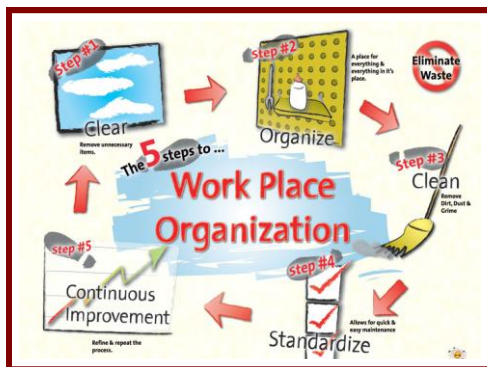 Step #1
Clear
Remove unnecessary
items.
Step #2
A place for
everything &
everything in it's
place.
Organize
Eliminate
Waste
The 5 steps to ...
Work Place
Organization
Step #3
Clean
Remove
Dirt, Dust &
Grime
Step #4
Standardize
Allows for quick &
easy maintenance
Step #5
Continuous
Improvement
Refine & repeat the
process.